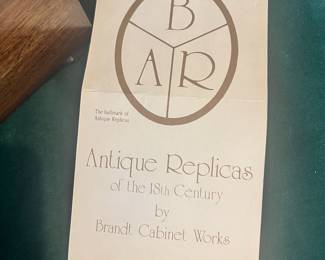 B
A R
The hallmark of
Antique Replicas
Antique Replicas
of the 18th Century
by
Brandt Cabinet Works